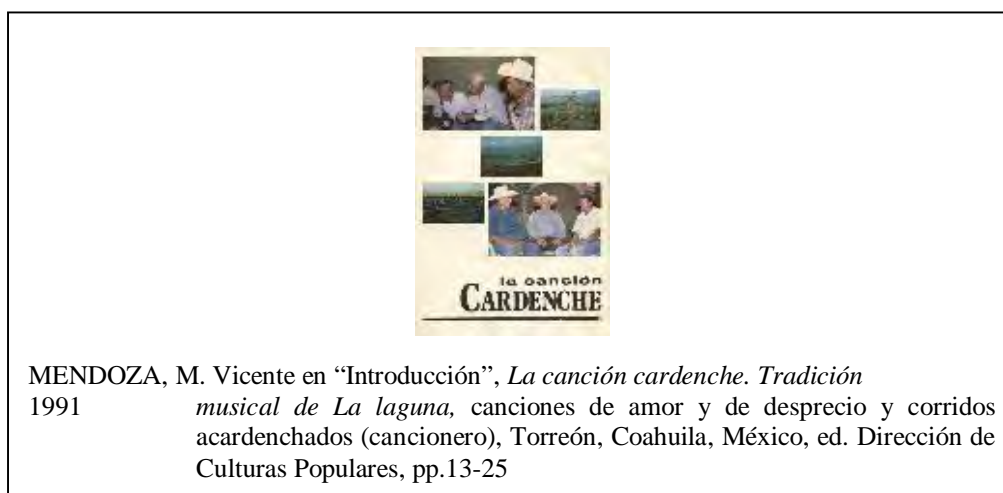 la canción
CARDENCHE
MENDOZA, M. Vicente en “Introducción”, La canción cardenche. Tradición
1991 musical de La laguna, canciones de amor y de desprecio y corridos
acardenchados (cancionero), Torreón, Coahuila, México, ed. Dirección de
Culturas Populares, pp.13-25